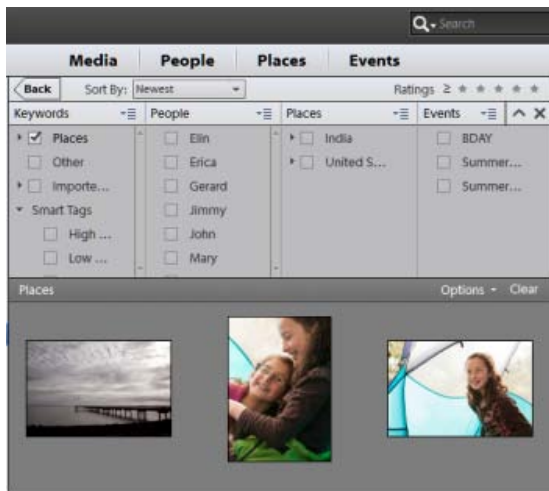 Search
Media People Places Events
Back Sort By: Newest Ratings ≥
Keywords People Places Events
Places Elin India BDAY
Other Erica United S... Summer...
Importe... Gerard Summer...
Smart Tags Jimmy
High ... John
Low ... Mary
Places Options Clear